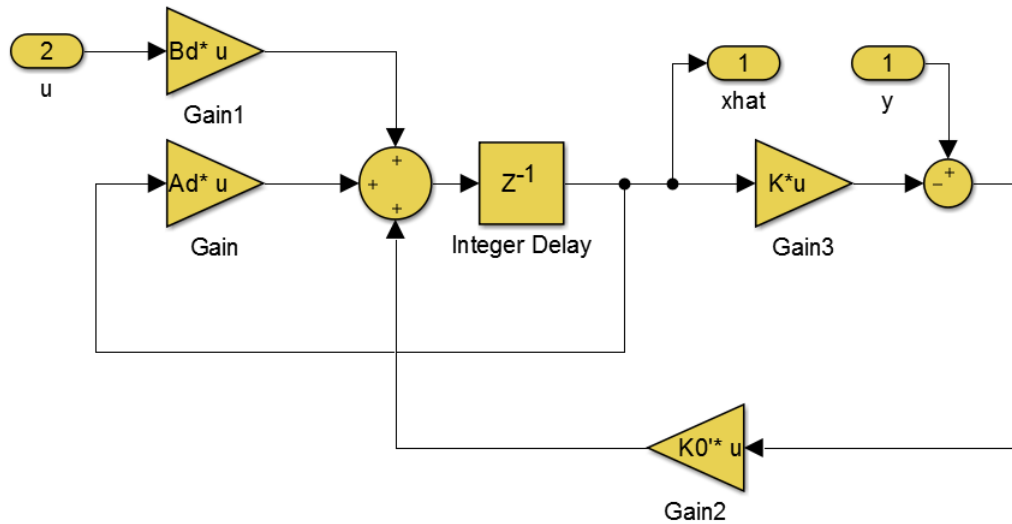 2
u
Bd* u
Gain1
Ad* u
Gain
+
+
+
Z-1
Integer Delay
1
xhat
1
y
K*u
Gain3
+
−
K0'* u
Gain2